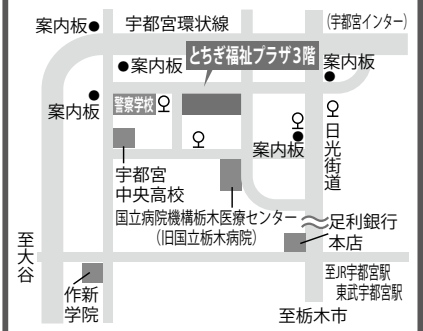 案内板
宇都宮環状線
(宇都宮インター)
とちぎ福祉プラザ3階
案内板
案内板
案内板
警察学校
案内板
日光街道
宇都宮
中央高校
国立病院機構栃木医療センター
(旧国立栃木病院)
足利銀行
本店
至大谷
作新
学院
至JR宇都宮駅
東武宇都宮駅
至栃木市